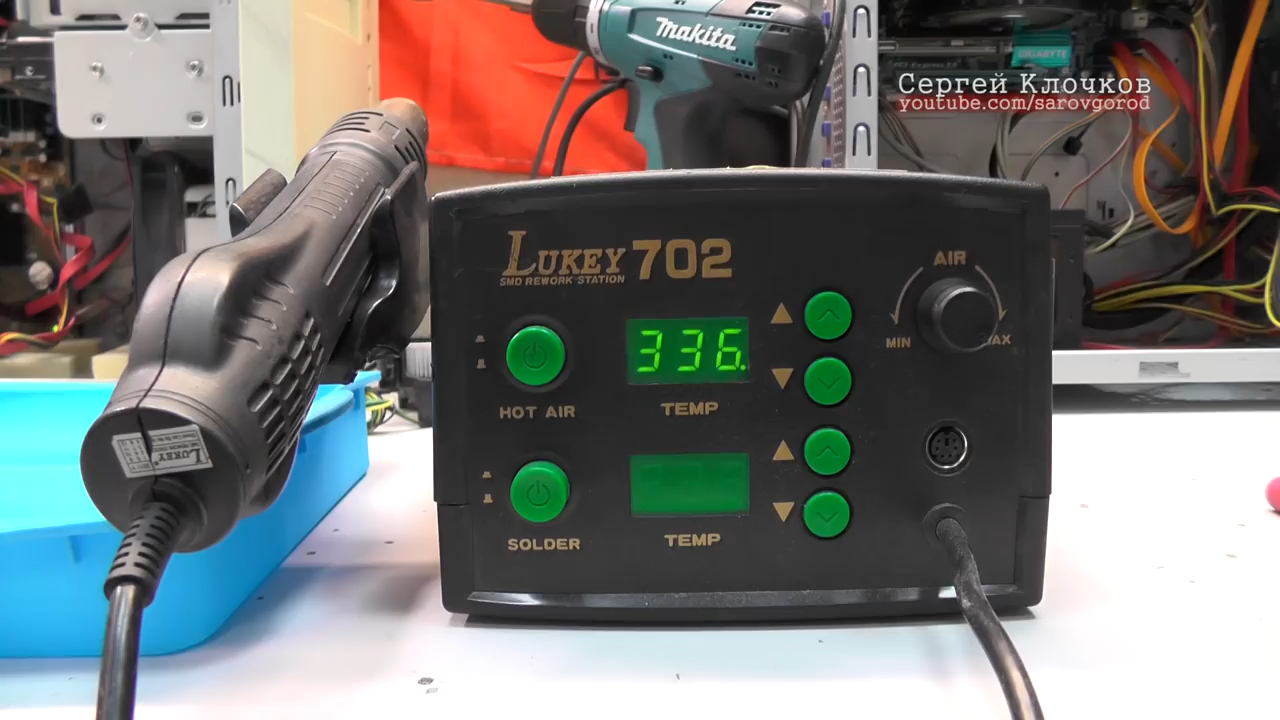 makita
GIGABYTE
Сергей Клочков
youtube.com/sarovgorod
LUKEY 702
SMD REWORK STATION
AIR
MIN
336.
HOT AIR
TEMP
SOLDER
TEMP
LUKEY